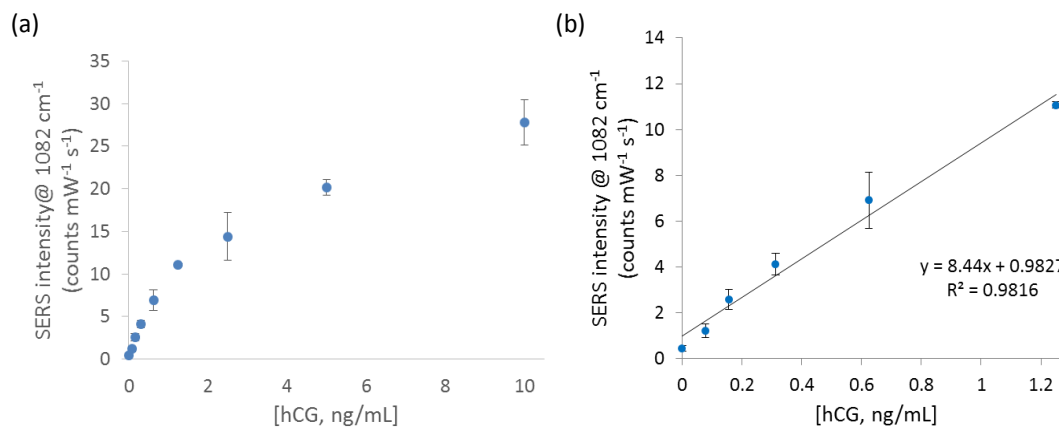 (a)
SERS intensity@ 1082 cm⁻¹
(counts mW⁻¹ s⁻¹)
35
30
25
20
15
10
5
0
0
2
4
6
8
10
[hCG, ng/mL]
(b)
SERS intensity @ 1082 cm⁻¹
(counts mW⁻¹ s⁻¹)
14
12
10
8
6
4
2
0
y = 8.44x + 0.9827
R² = 0.9816
0
0.2
0.4
0.6
0.8
1
1.2
[hCG, ng/mL]